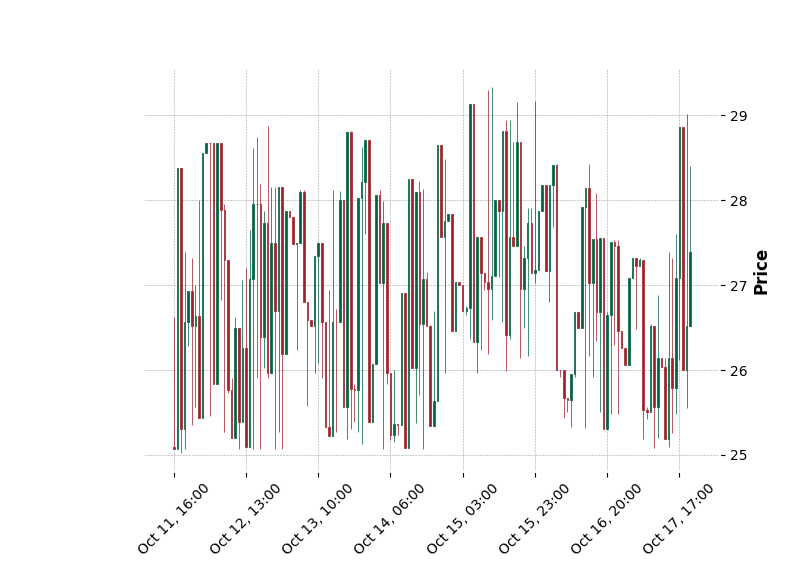 29
28
27
26
25
Price
Oct 11, 16:00
Oct 12, 13:00
Oct 13, 10:00
Oct 14, 06:00
Oct 15, 03:00
Oct 15, 23:00
Oct 16, 20:00
Oct 17, 17:00